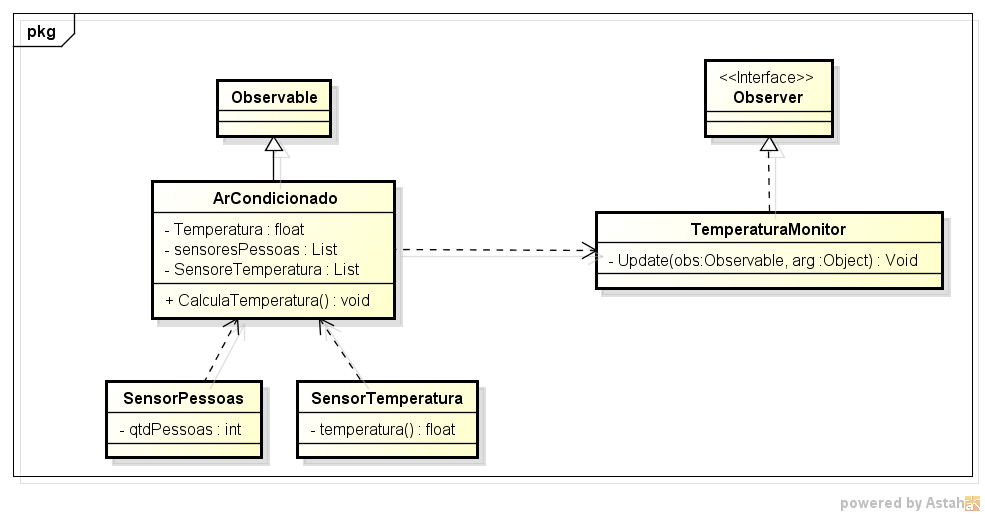 pkg
<<Interface>>
Observer
Observable
ArCondicionado
- Temperatura : float
- sensoresPessoas : List
- SensoreTemperatura : List
+ CalculaTemperatura() : void
TemperaturaMonitor
- Update(obs:Observable, arg :Object) : Void
SensorPessoas
- qtdPessoas : int
SensorTemperatura
- temperatura() : float
powered by Astah